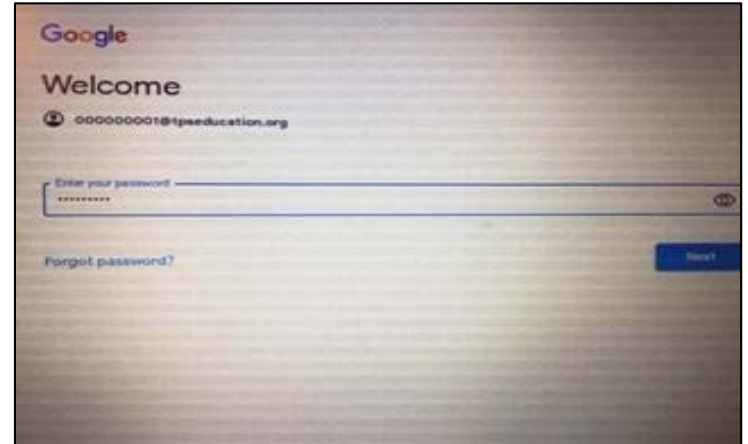 Google
Welcome
000000001@tpseducation.org
Enter your password
•••••••••
Forgot password?
Next